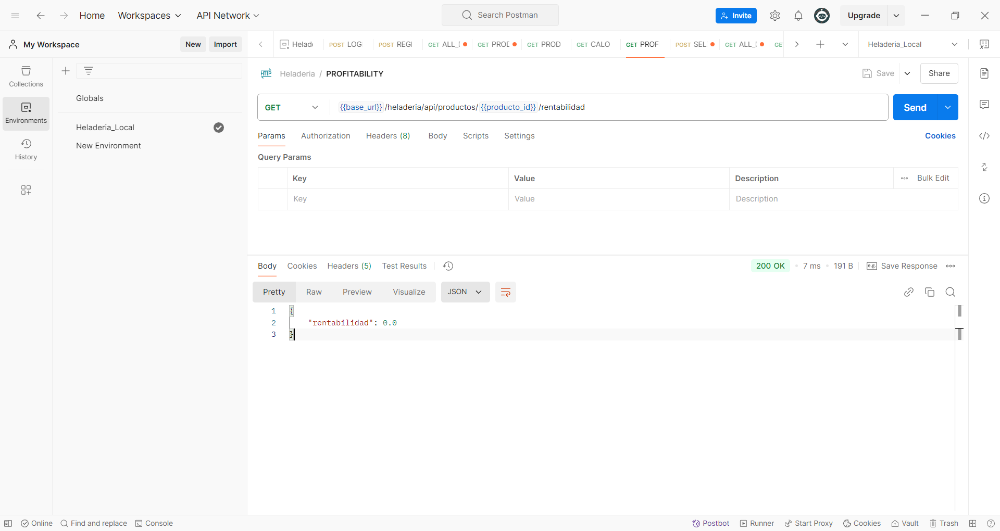 Home Workspaces API Network Search Postman Invite Upgrade
My Workspace New Import Helade POST LOG POST REGI GET ALL_I GET PROD GET PROD GET CALO GET PROF POST SEL GET ALL_I GET Heladeria_Local
Collections
Environments
History
Globals
Heladeria_Local
New Environment
HTTP Heladeria / PROFITABILITY Save Share
GET {{base_url}}/heladeria/api/productos/{{producto_id}}/rentabilidad Send
Params Authorization Headers (8) Body Scripts Settings Cookies
Query Params
Key Value Description Bulk Edit
Key Value Description
Body Cookies Headers (5) Test Results 200 OK 7 ms 191 B e.g. Save Response
Pretty Raw Preview Visualize JSON
1 {
2 "rentabilidad": 0.0
3 }
Online Find and replace Console Postbot Runner Start Proxy Cookies Vault Trash